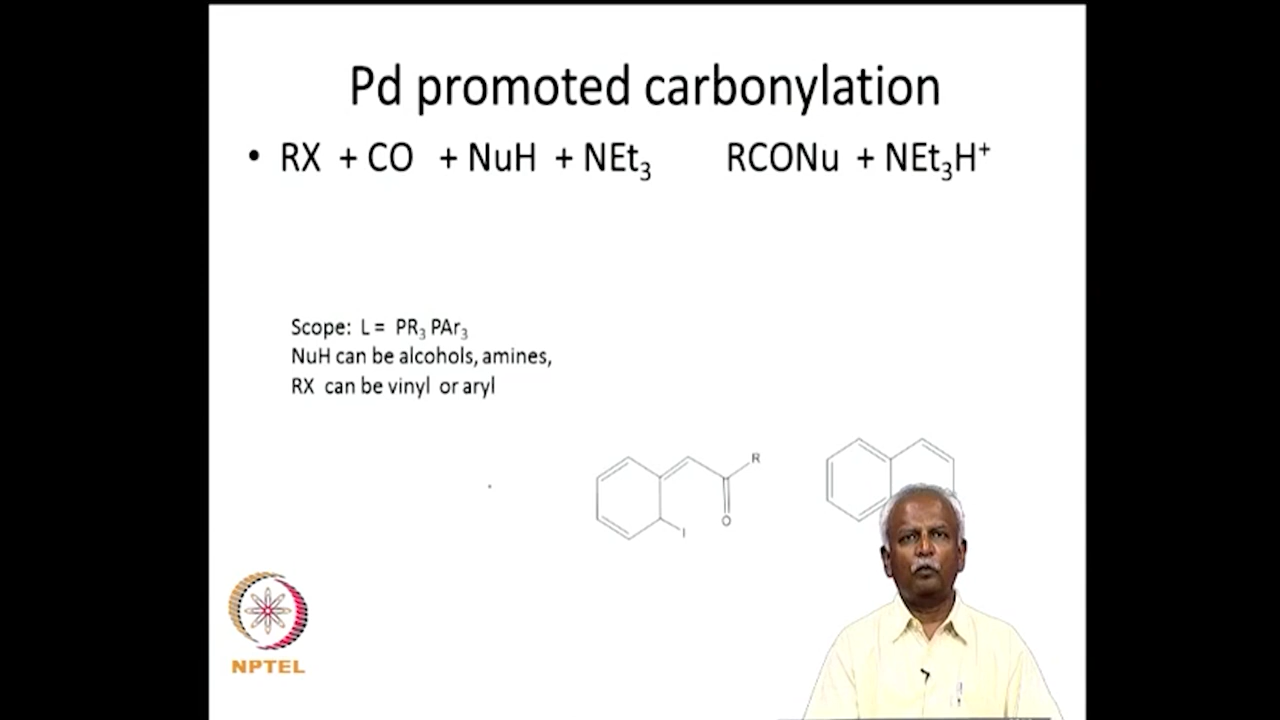 Pd promoted carbonylation
• RX + CO + NuH + NEt₃ RCONu + NEt₃H⁺
Scope: L = PR₃ PAr₃
NuH can be alcohols, amines,
RX can be vinyl or aryl
R
O
I
NPTEL